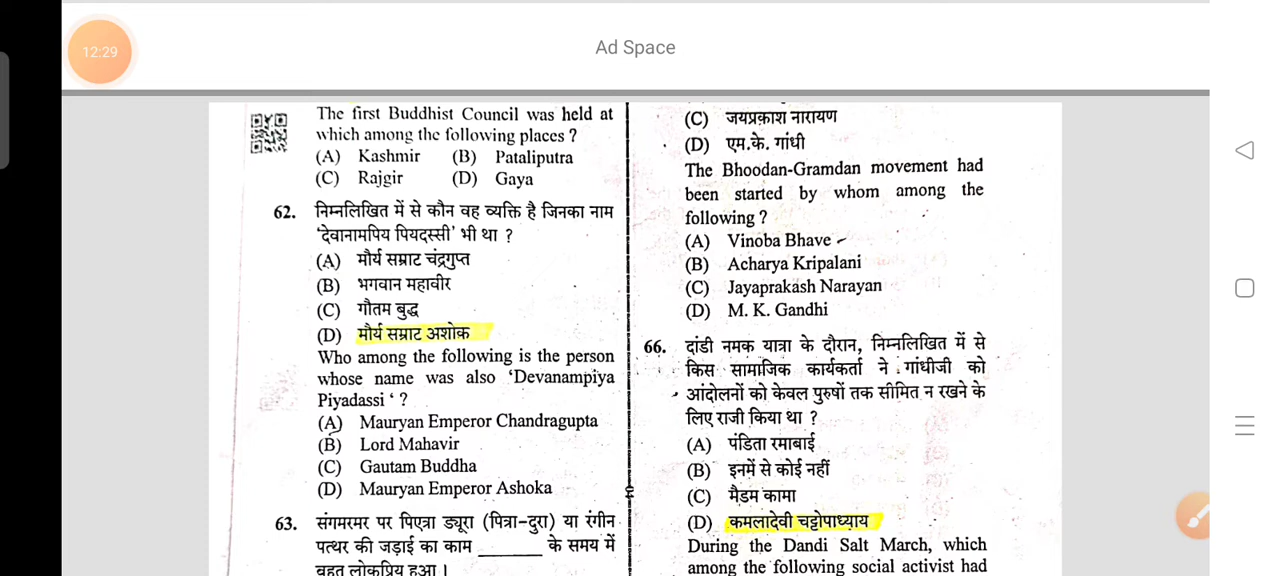 12:29
Ad Space
The first Buddhist Council was held at
which among the following places ?
(A) Kashmir (B) Pataliputra
(C) Rajgir (D) Gaya
62. निम्नलिखित में से कौन वह व्यक्ति है जिनका नाम
‘देवानामपिय पियदस्सी’ भी था ?
(A) मौर्य सम्राट चंद्रगुप्त
(B) भगवान महावीर
(C) गौतम बुद्ध
(D) मौर्य सम्राट अशोक
Who among the following is the person
whose name was also ‘Devanampiya
Piyadassi ‘ ?
(A) Mauryan Emperor Chandragupta
(B) Lord Mahavir
(C) Gautam Buddha
(D) Mauryan Emperor Ashoka
63. संगमरमर पर पिएत्रा ड्यूरा (पित्रा-दुरा) या रंगीन
पत्थर की जड़ाई का काम ______ के समय में
बहुत लोकप्रिय हुआ ।
(C) जयप्रकाश नारायण
(D) एम.के. गांधी
The Bhoodan-Gramdan movement had
been started by whom among the
following ?
(A) Vinoba Bhave
(B) Acharya Kripalani
(C) Jayaprakash Narayan
(D) M. K. Gandhi
66. दांडी नमक यात्रा के दौरान, निम्नलिखित में से
किस सामाजिक कार्यकर्ता ने गांधीजी को
आंदोलनों को केवल पुरुषों तक सीमित न रखने के
लिए राजी किया था ?
(A) पंडिता रमाबाई
(B) इनमें से कोई नहीं
(C) मैडम कामा
(D) कमलादेवी चट्टोपाध्याय
During the Dandi Salt March, which
among the following social activist had